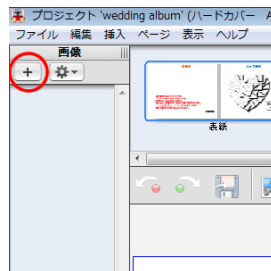 プロジェクト 'wedding album' (ハードカバー A
ファイル 編集 挿入 ページ 表示 ヘルプ
画像
表紙